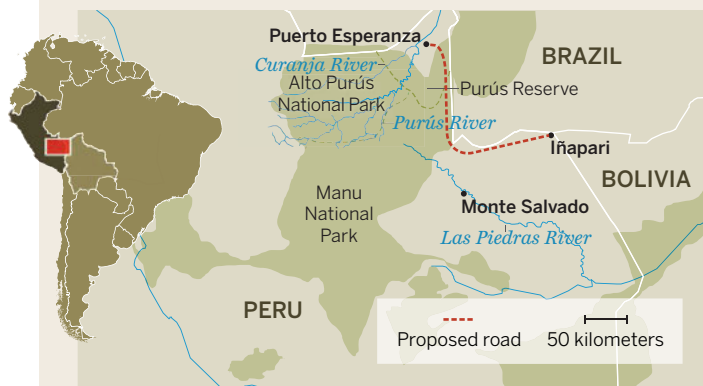 Puerto Esperanza
BRAZIL
Curanja River
Alto Purús
National Park
Purús Reserve
Purús River
Iñapari
BOLIVIA
Manu
National
Park
Monte Salvado
Las Piedras River
PERU
Proposed road
50 kilometers